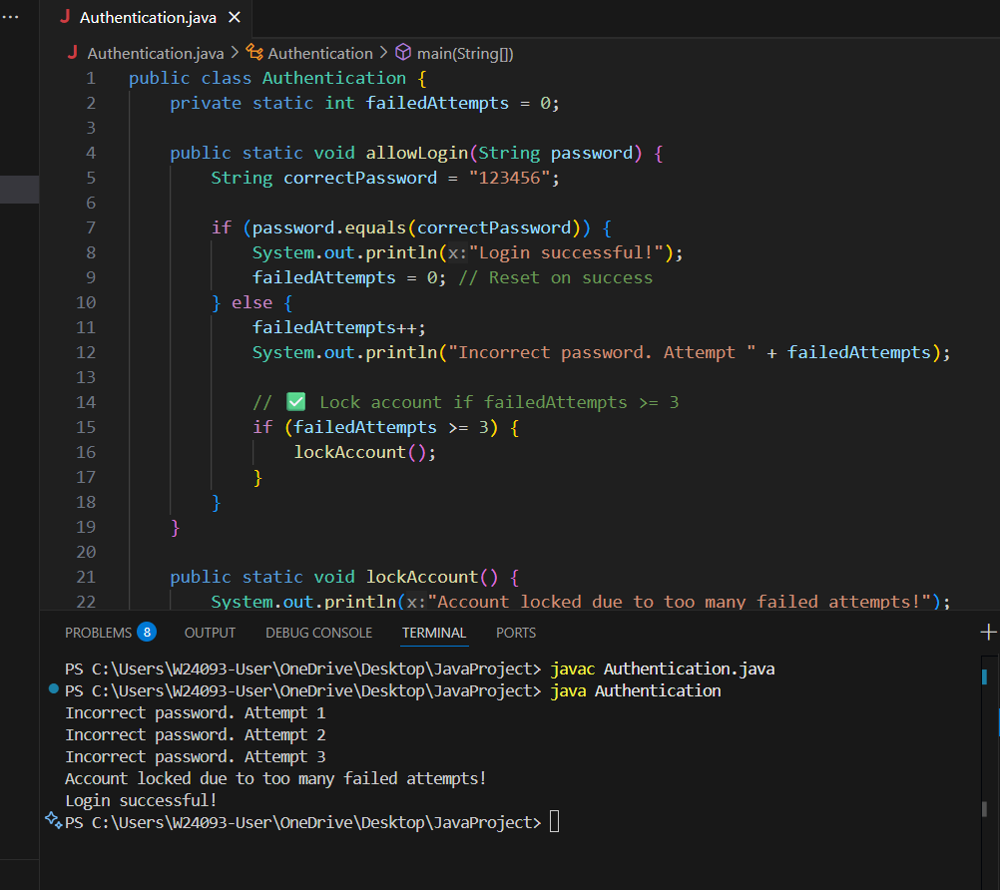 ... J Authentication.java ×
J Authentication.java > Authentication > main(String[])
1 public class Authentication {
2     private static int failedAttempts = 0;
3
4     public static void allowLogin(String password) {
5         String correctPassword = "123456";
6
7         if (password.equals(correctPassword)) {
8             System.out.println(x:"Login successful!");
9             failedAttempts = 0; // Reset on success
10         } else {
11             failedAttempts++;
12             System.out.println("Incorrect password. Attempt " + failedAttempts);
13
14             // ✅ Lock account if failedAttempts >= 3
15             if (failedAttempts >= 3) {
16                 lockAccount();
17             }
18         }
19     }
20
21     public static void lockAccount() {
22         System.out.println(x:"Account locked due to too many failed attempts!");
PROBLEMS 8 OUTPUT DEBUG CONSOLE TERMINAL PORTS +
PS C:\Users\W24093-User\OneDrive\Desktop\JavaProject> javac Authentication.java
PS C:\Users\W24093-User\OneDrive\Desktop\JavaProject> java Authentication
Incorrect password. Attempt 1
Incorrect password. Attempt 2
Incorrect password. Attempt 3
Account locked due to too many failed attempts!
Login successful!
PS C:\Users\W24093-User\OneDrive\Desktop\JavaProject>